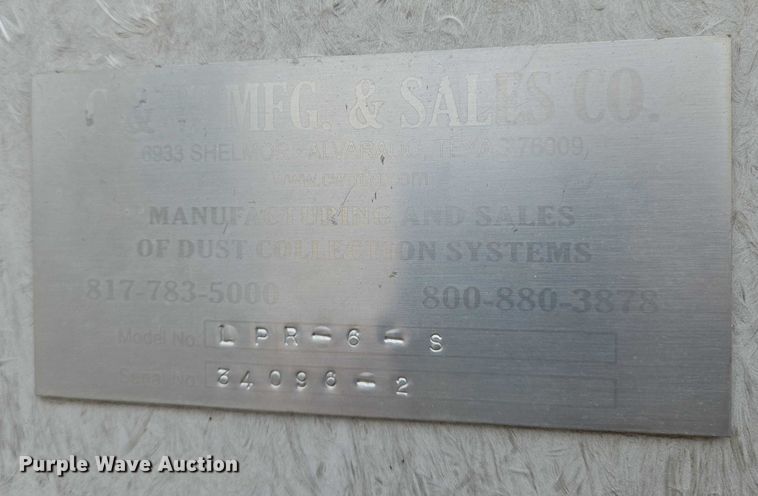 C & W MFG. & SALES CO.
6933 SHELMOR - ALVARADO, TEXAS 76009,
MANUFACTURING AND SALES
OF DUST COLLECTION SYSTEMS
817-783-5000 800-880-3878
Model No: LPR-6-S
Serial No: 34096-2
Purple Wave Auction